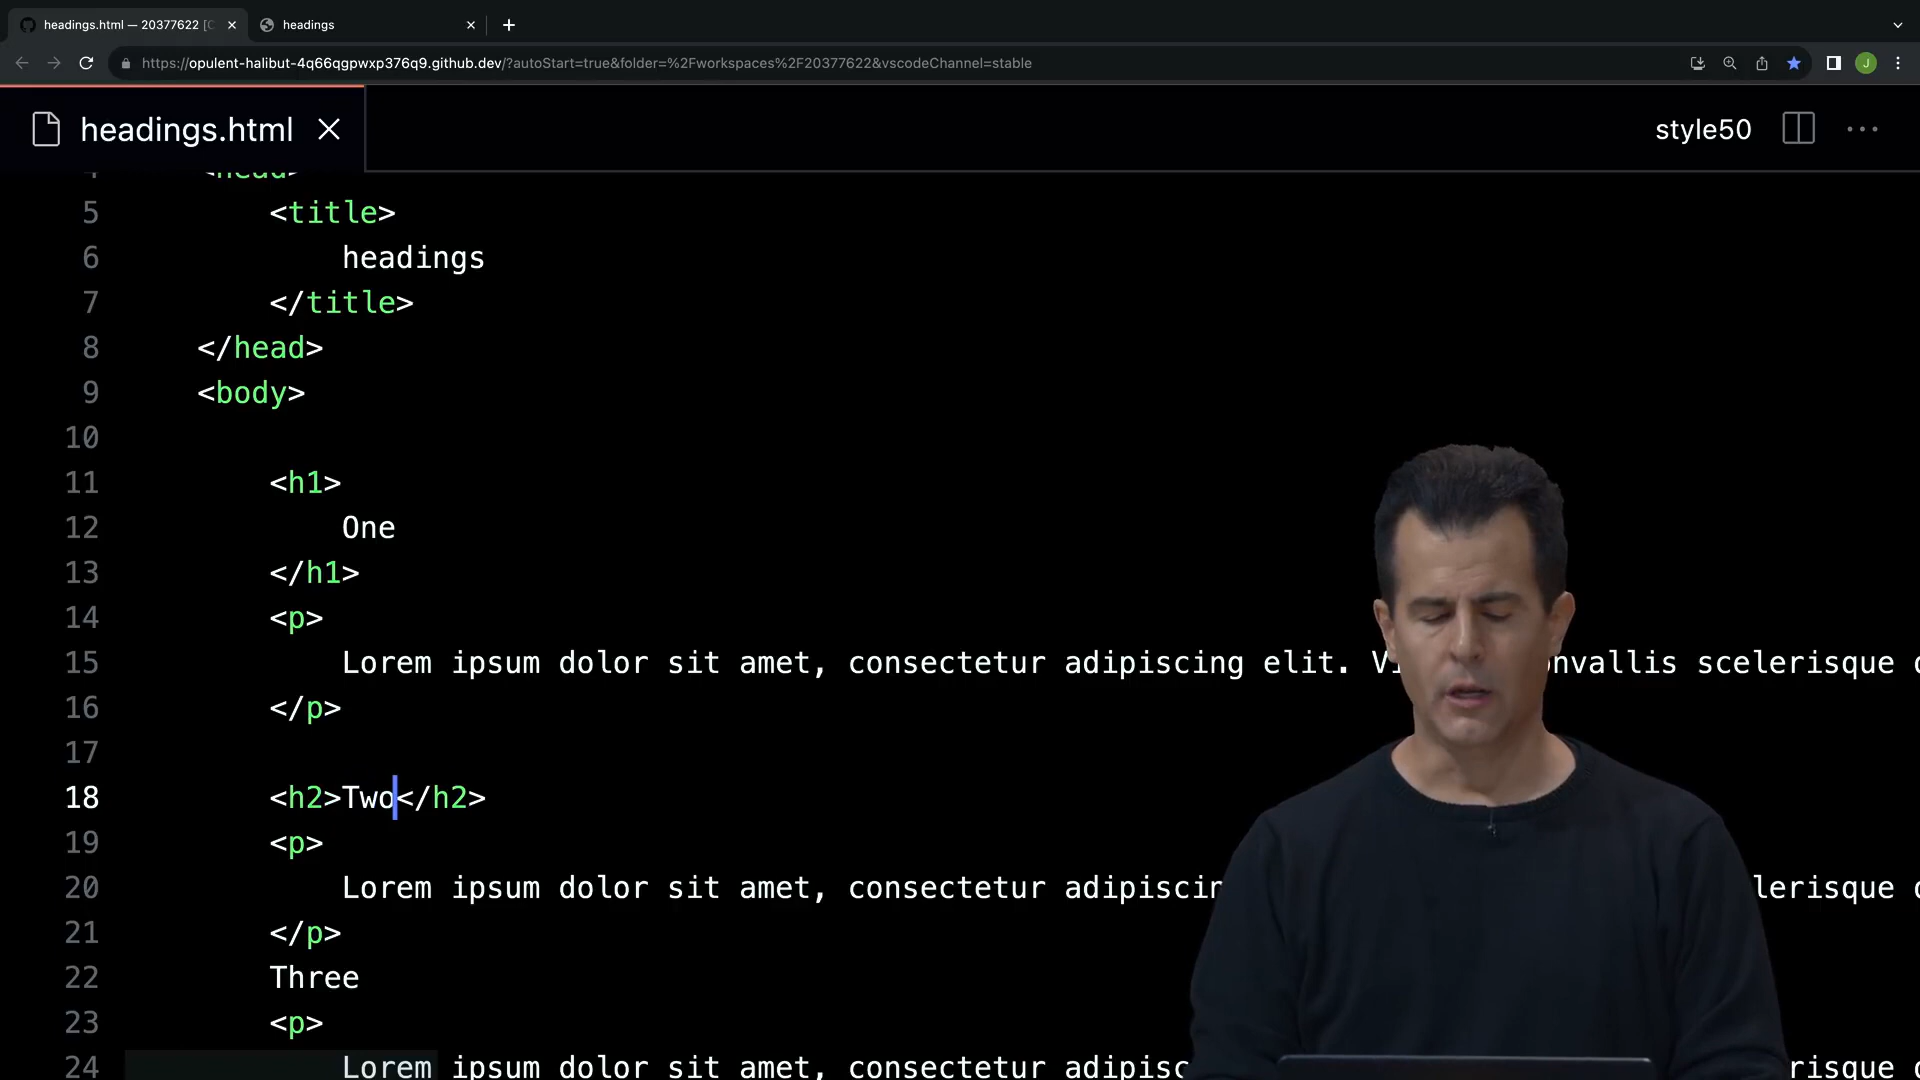 headings.html — 20377622 [C
headings
https://opulent-halibut-4q66qgpwxp376q9.github.dev/?autoStart=true&folder=%2Fworkspaces%2F20377622&vscodeChannel=stable
J
headings.html
style50
4 <head>
5 <title>
6 headings
7 </title>
8 </head>
9 <body>
10
11 <h1>
12 One
13 </h1>
14 <p>
15 Lorem ipsum dolor sit amet, consectetur adipiscing elit. scelerisque
16 </p>
17
18 <h2>Two</h2>
19 <p>
20 Lorem ipsum dolor sit amet, consectetur
21 </p>
22 Three
23 <p>
24 Lorem ipsum dolor sit amet, consectetur